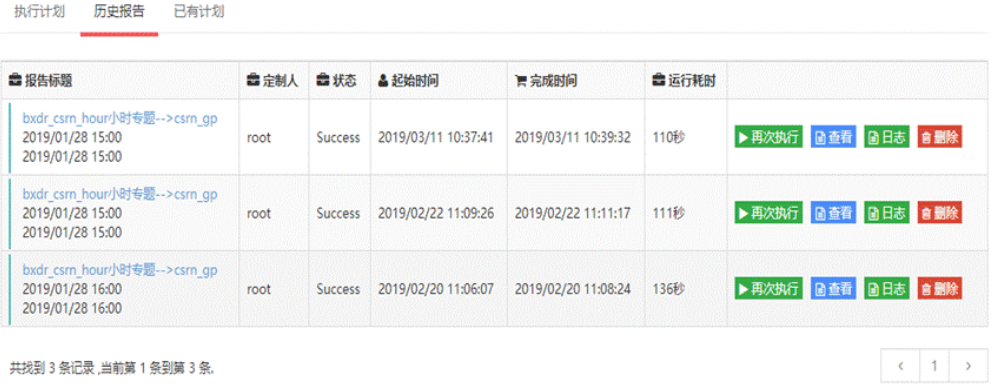 执行计划 历史报告 已有计划
报告标题 定制人 状态 起始时间 完成时间 运行耗时
bxdr_csrn_hour小时专题-->csrn_gp
2019/01/28 15:00
2019/01/28 15:00
root Success 2019/03/11 10:37:41 2019/03/11 10:39:32 110秒 再次执行 查看 日志 删除
bxdr_csrn_hour小时专题-->csrn_gp
2019/01/28 15:00
2019/01/28 15:00
root Success 2019/02/22 11:09:26 2019/02/22 11:11:17 111秒 再次执行 查看 日志 删除
bxdr_csrn_hour小时专题-->csrn_gp
2019/01/28 16:00
2019/01/28 16:00
root Success 2019/02/20 11:06:07 2019/02/20 11:08:24 136秒 再次执行 查看 日志 删除
共找到 3 条记录 ,当前第 1 条到第 3 条.
‹ 1 ›